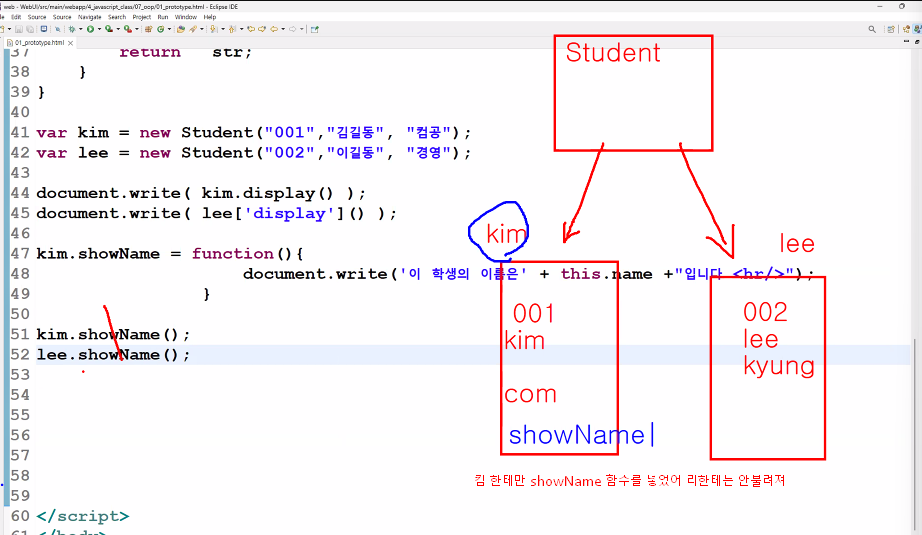 web - WebUI/src/main/webapp/4_javascript_class/07_oop/01_prototype.html - Eclipse IDE
File Edit Source Navigate Search Project Run Window Help
01_prototype.html
37 return str;
38 }
39 }
40
41 var kim = new Student("001","김길동", "컴공");
42 var lee = new Student("002","이길동", "경영");
43
44 document.write( kim.display() );
45 document.write( lee['display']() );
46
47 kim.showName = function(){
48 document.write('이 학생의 이름은' + this.name +"입니다 <hr/>");
49 }
50
51 kim.showName();
52 lee.showName();
53
54
55
56
57
58
59
60 </script>
61 </body>
Student
kim
lee
001
kim
com
showName
002
lee
kyung
킴 한테만 showName 함수를 넣었어 리한테는 안불려져